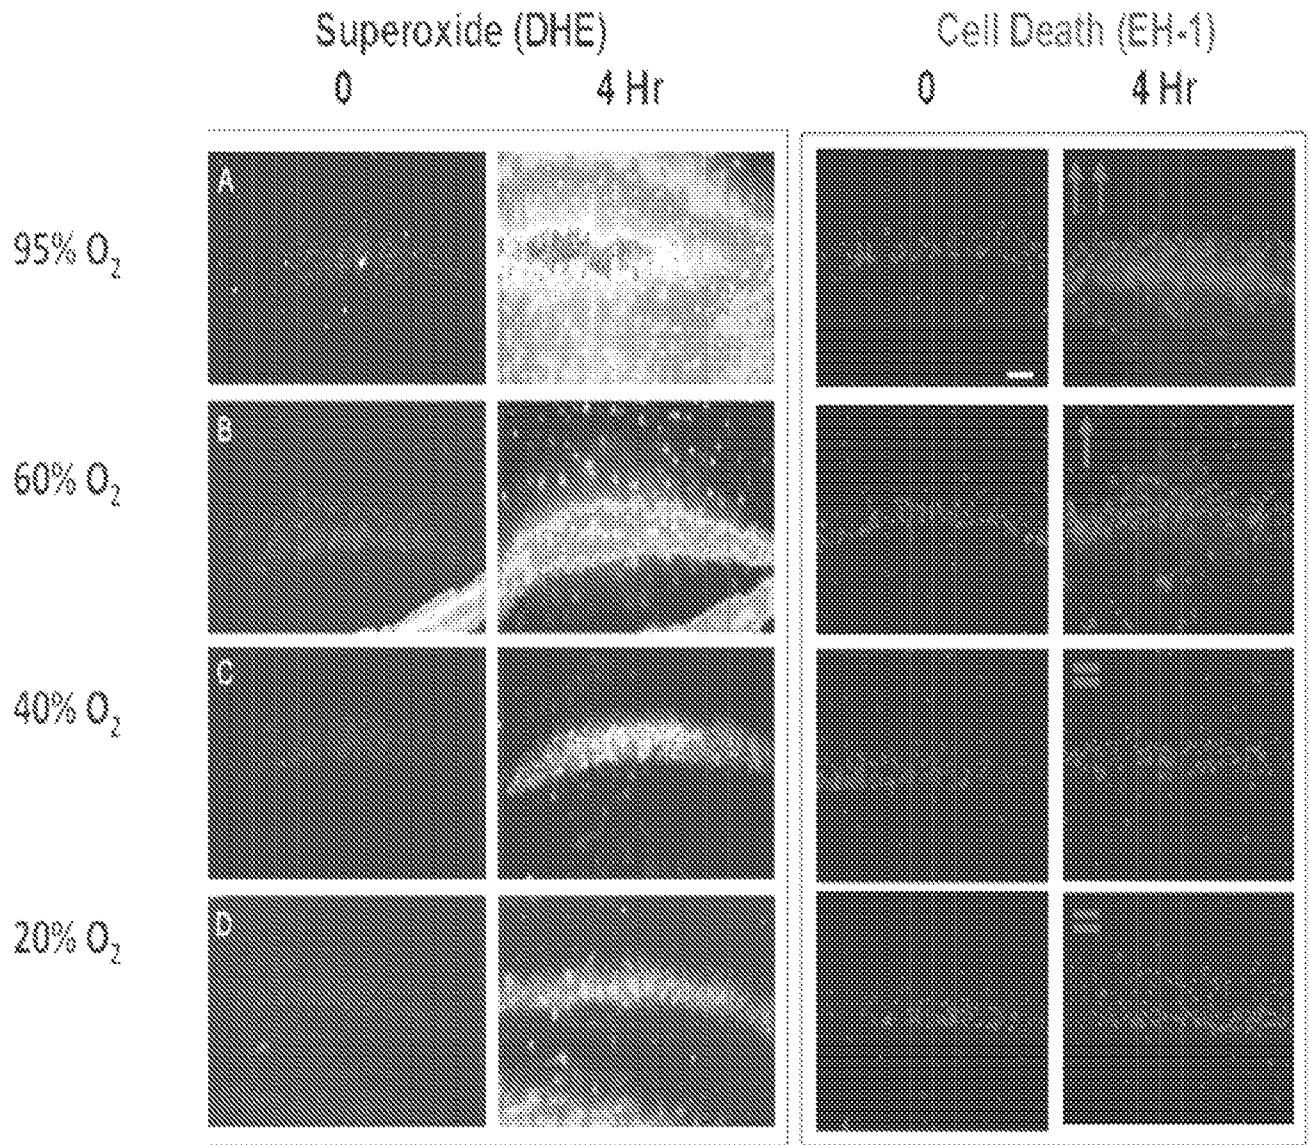 Superoxide (DHE) Cell Death (EH-1)
0 4 Hr 0 4 Hr
A
95% O₂
B
60% O₂
C
40% O₂
D
20% O₂